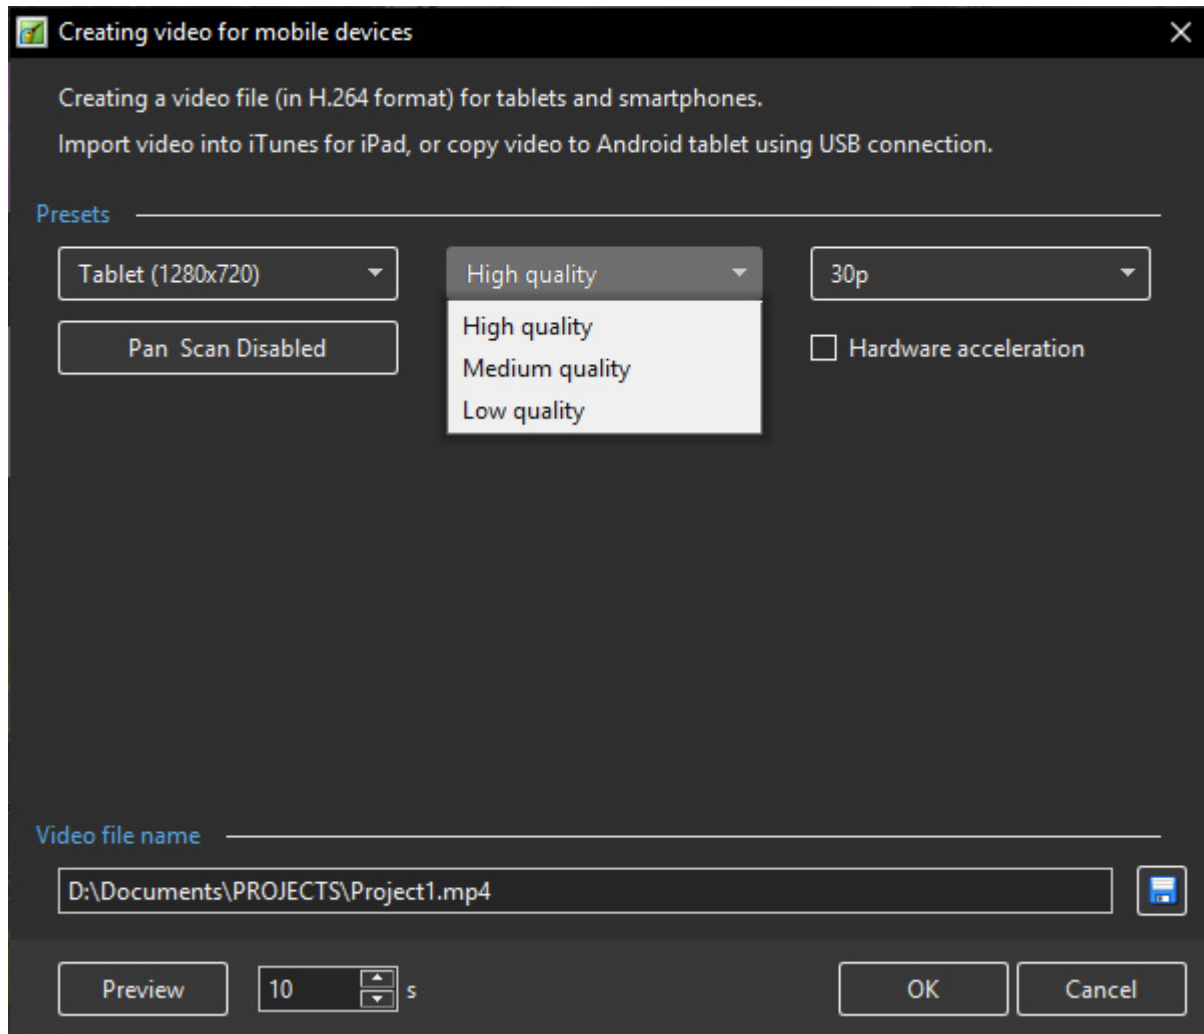 Creating video for mobile devices
Creating a video file (in H.264 format) for tablets and smartphones.
Import video into iTunes for iPad, or copy video to Android tablet using USB connection.
Presets
Tablet (1280x720)
High quality
30p
Pan Scan Disabled
High quality
Medium quality
Low quality
Hardware acceleration
Video file name
D:\Documents\PROJECTS\Project1.mp4
Preview
10
s
OK
Cancel